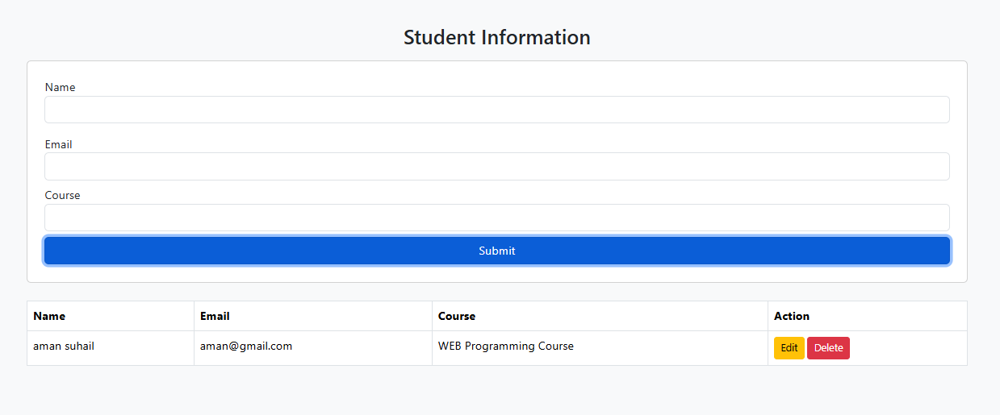 Student Information
Name
Email
Course
Submit
Name Email Course Action
aman suhail aman@gmail.com WEB Programming Course Edit Delete